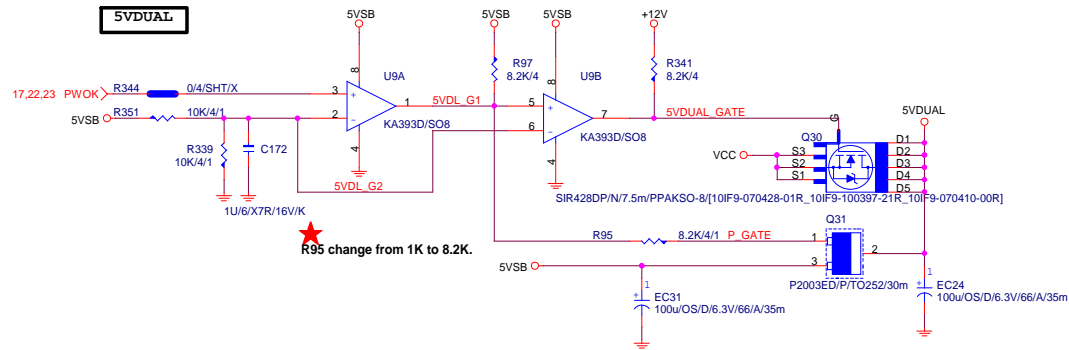 5VDUAL
5VSB
5VSB
5VSB
+12V
8
U9A
R97
8.2K/4
8
U9B
R341
8.2K/4
17,22,23 PWOK
R344
0/4/SHT/X
3
+
1
5VDL_G1
5
+
7
5VDUAL_GATE
5VSB
R351
10K/4/1
2
-
KA393D/SO8
6
-
KA393D/SO8
4
4
R339
10K/4/1
C172
5VDL_G2
1U/6/X7R/16V/K
5VDUAL
G
Q30
VCC
S3
S2
S1
D1
D2
D3
D4
D5
SIR428DP/N/7.5m/PPAKSO-8/[10IF9-070428-01R_10IF9-100397-21R_10IF9-070410-00R]
Q31
R95
8.2K/4/1
P_GATE
1
2
3
R95 change from 1K to 8.2K.
5VSB
P2003ED/P/TO252/30m
1
+
EC31
100u/OS/D/6.3V/66/A/35m
1
+
EC24
100u/OS/D/6.3V/66/A/35m